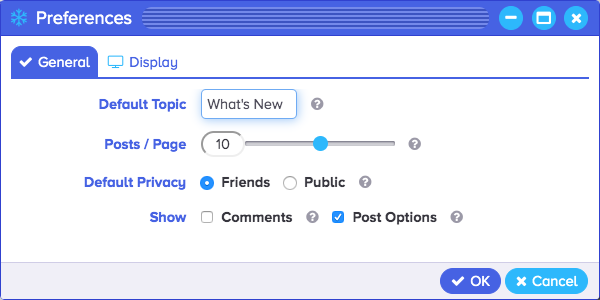 Preferences
General Display
Default Topic What's New ?
Posts / Page 10 ?
Default Privacy Friends Public ?
Show Comments ? Post Options ?
OK Cancel